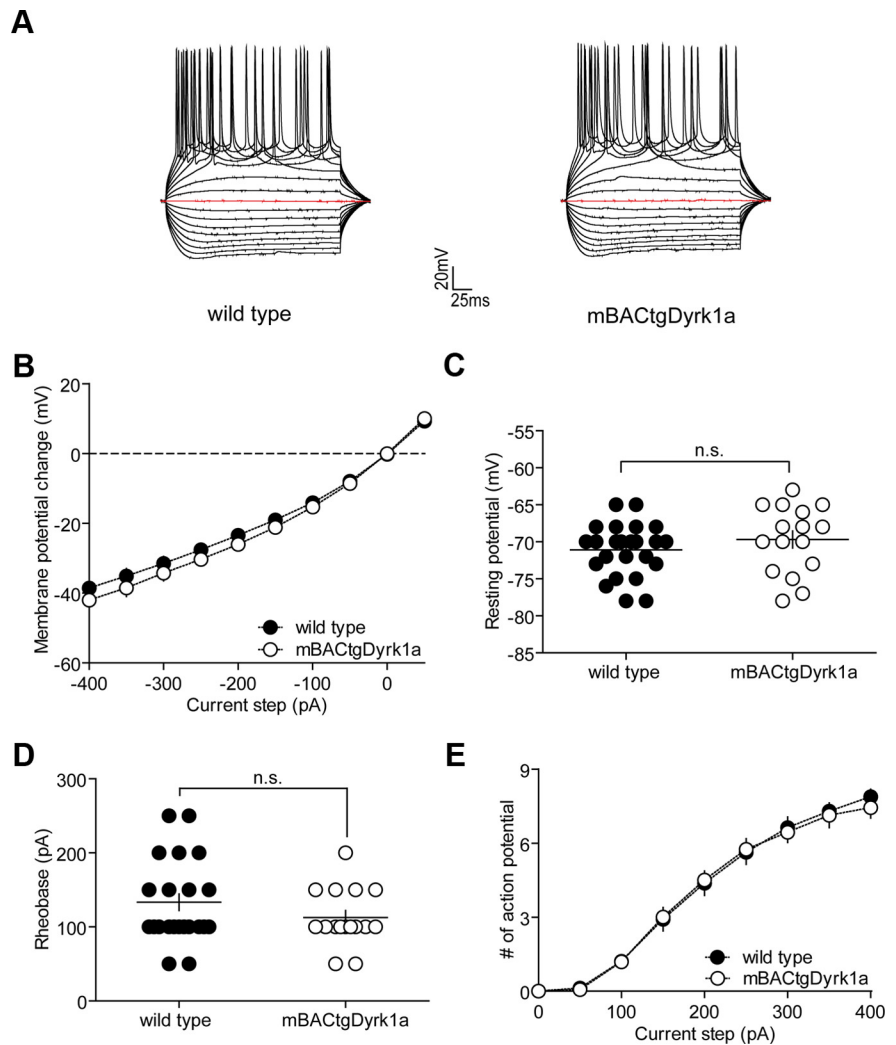 A
20mV
25ms
wild type
mBACtgDyrk1a
B
Membrane potential change (mV)
20
0
-20
-40
-60
-400
-300
-200
-100
0
Current step (pA)
wild type
mBACtgDyrk1a
C
Resting potential (mV)
-55
-60
-65
-70
-75
-80
-85
n.s.
wild type
mBACtgDyrk1a
D
Rheobase (pA)
300
200
100
0
n.s.
wild type
mBACtgDyrk1a
E
# of action potential
9
6
3
0
0
100
200
300
400
Current step (pA)
wild type
mBACtgDyrk1a